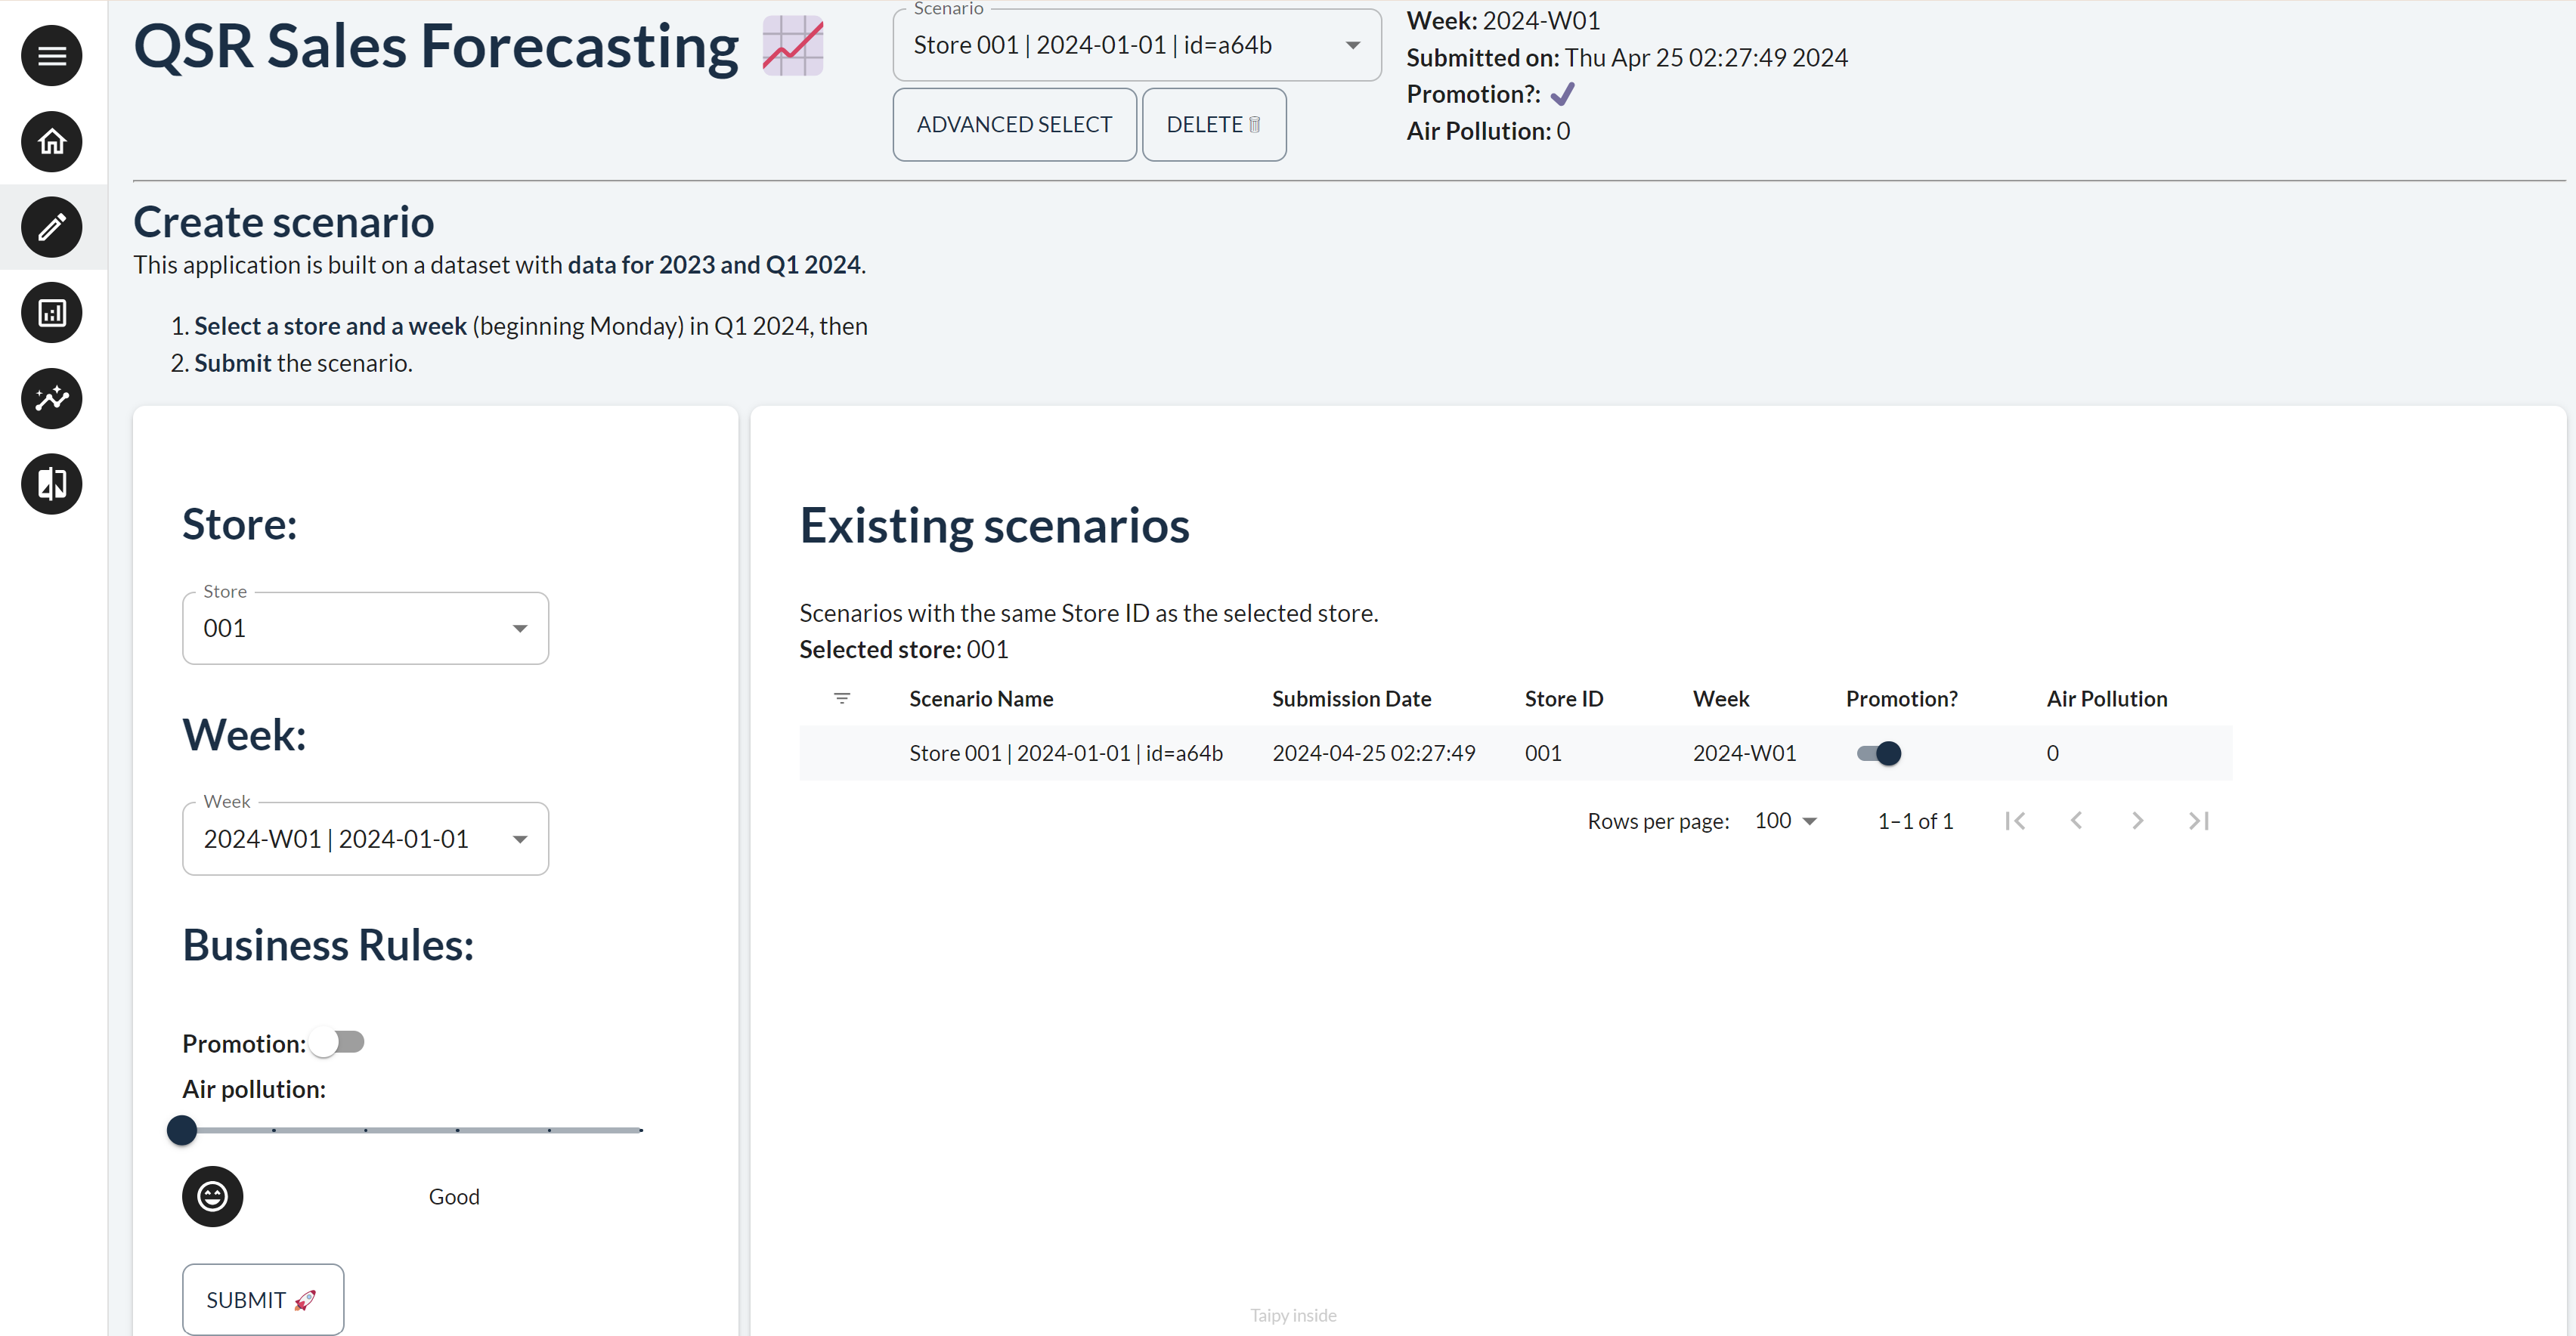 QSR Sales Forecasting
Scenario
Store 001 | 2024-01-01 | id=a64b
ADVANCED SELECT
DELETE
Week: 2024-W01
Submitted on: Thu Apr 25 02:27:49 2024
Promotion?:
Air Pollution: 0
Create scenario
This application is built on a dataset with data for 2023 and Q1 2024.
1. Select a store and a week (beginning Monday) in Q1 2024, then
2. Submit the scenario.
Store:
Store
001
Week:
Week
2024-W01 | 2024-01-01
Business Rules:
Promotion:
Air pollution:
Good
SUBMIT
Existing scenarios
Scenarios with the same Store ID as the selected store.
Selected store: 001
Scenario Name Submission Date Store ID Week Promotion? Air Pollution
Store 001 | 2024-01-01 | id=a64b 2024-04-25 02:27:49 001 2024-W01 0
Rows per page: 100 1–1 of 1
Taipy inside